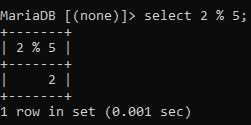 MariaDB [(none)]> select 2 % 5;
+-------+
| 2 % 5 |
+-------+
|     2 |
+-------+
1 row in set (0.001 sec)